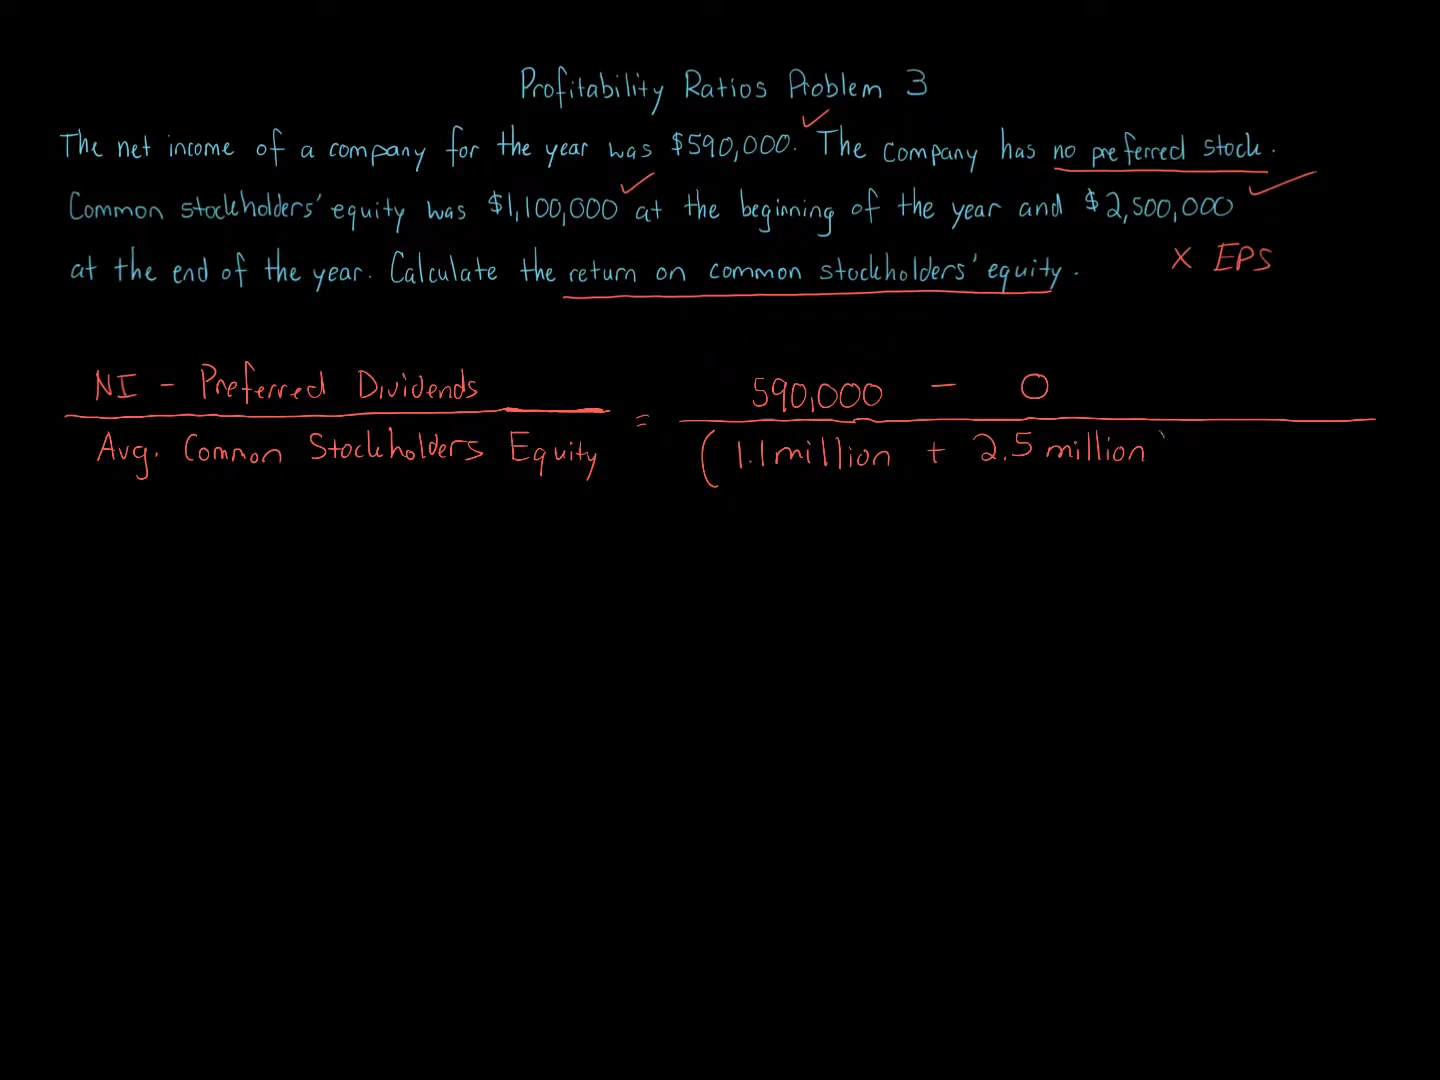 Profitability Ratios Problem 3
The net income of a company for the year was $590,000. The company has no preferred stock.
Common stockholders' equity was $1,100,000 at the beginning of the year and $2,500,000
at the end of the year. Calculate the return on common stockholders' equity.
x EPS
NI - Preferred Dividends
Avg. Common Stockholders Equity
=
590,000 - 0
(1.1 million + 2.5 million